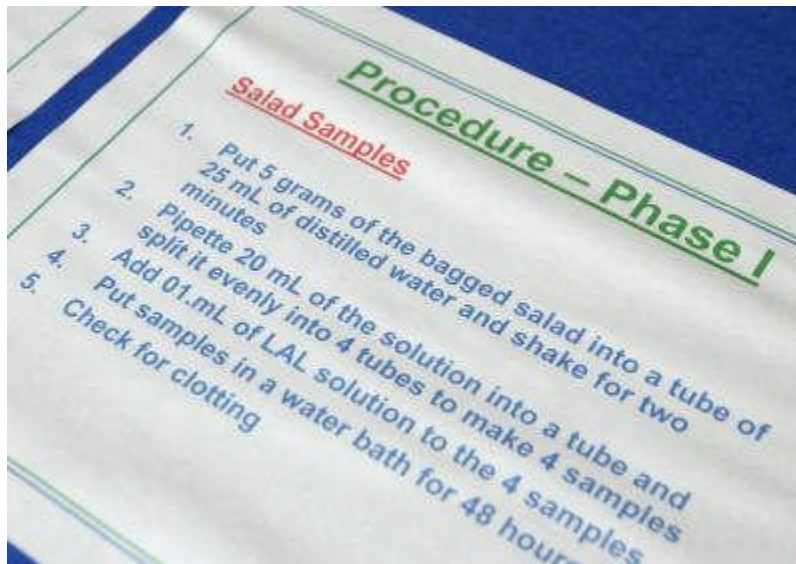 Procedure – Phase I
Salad Samples
1. Put 5 grams of the bagged salad into a tube of
25 mL of distilled water and shake for two
minutes
2. Pipette 20 mL of the solution into a tube and
split it evenly into 4 tubes to make 4 samples
3. Add 01.mL of LAL solution to the 4 samples
4. Put samples in a water bath for 48 hours
5. Check for clotting